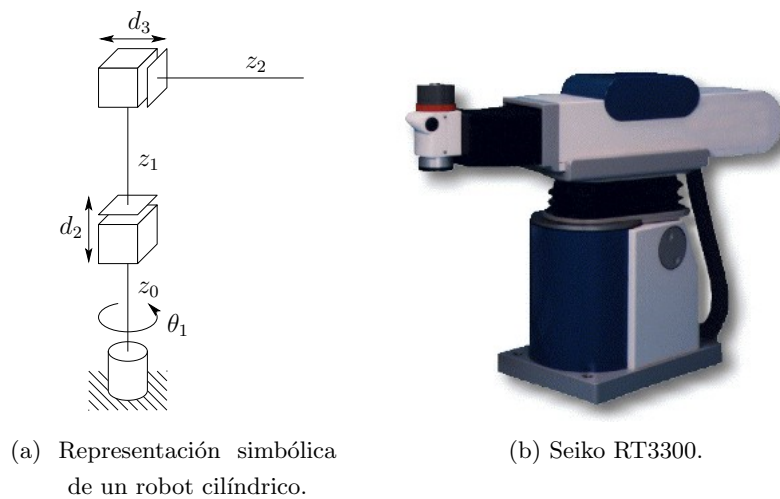 d₃
z₂
z₁
d₂
z₀
θ₁
(a) Representación simbólica
de un robot cilíndrico.
(b) Seiko RT3300.